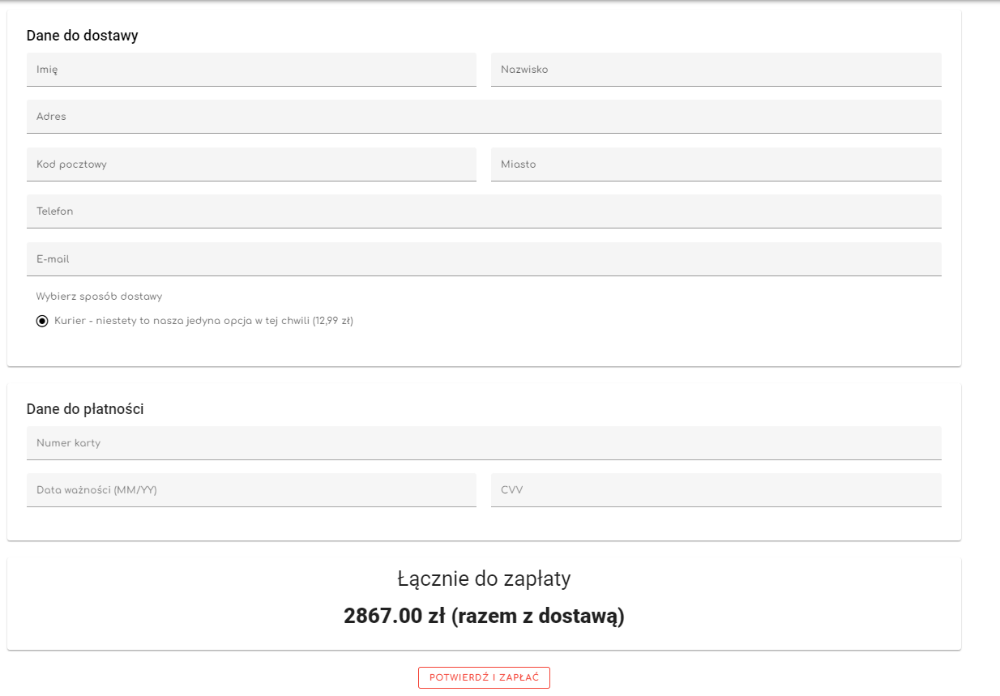 Dane do dostawy
Imię
Nazwisko
Adres
Kod pocztowy
Miasto
Telefon
E-mail
Wybierz sposób dostawy
Kurier - niestety to nasza jedyna opcja w tej chwili (12,99 zł)
Dane do płatności
Numer karty
Data ważności (MM/YY)
CVV
Łącznie do zapłaty
2867.00 zł (razem z dostawą)
POTWIERDŹ I ZAPŁAĆ